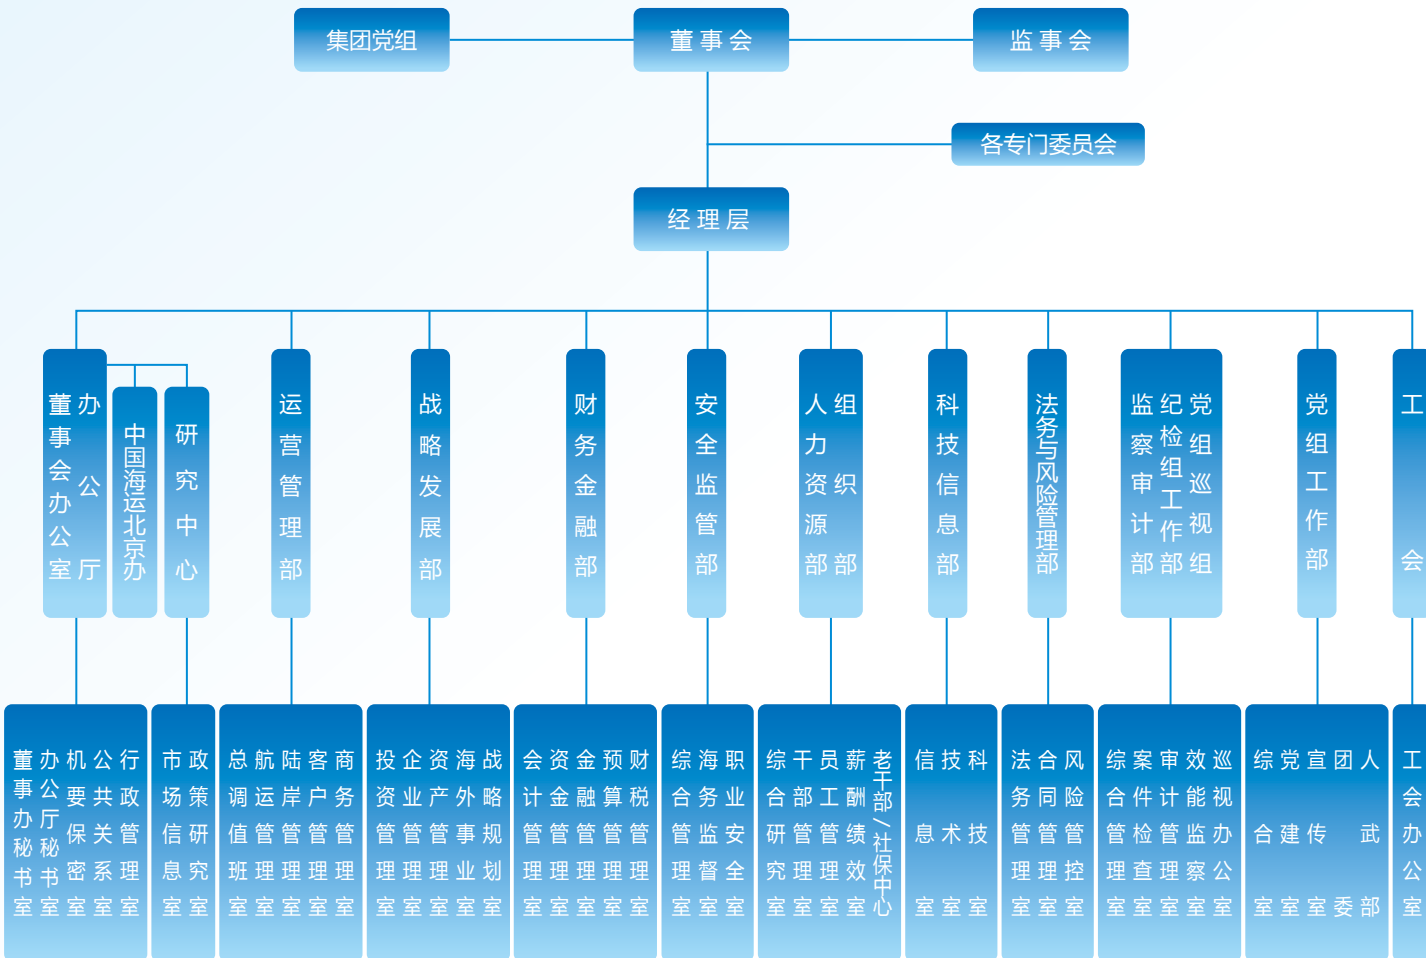 集团党组
董事会
监事会
各专门委员会
经理层
董事会办公室
办公厅
中国海运北京办
研究中心
运营管理部
战略发展部
财务金融部
安全监管部
人力资源部
组织部
科技信息部
法务与风险管理部
监察审计部
纪检组工作部
党组巡视组
党组工作部
工会
董事办秘书室
办公厅秘书室
机要保密室
公共关系室
行政管理室
市场信息室
政策研究室
总调值班室
航运管理室
陆岸管理室
客户管理室
商务管理室
投资管理室
企业管理室
资产管理室
海外事业室
战略规划室
会计管理室
资金管理室
金融管理室
预算管理室
财税管理室
综合管理室
海务监督室
职业安全室
综合研究室
干部管理室
员工管理室
薪酬绩效室
老干部/社保中心
信息室
技术室
科技室
法务管理室
合同管理室
风险管控室
综合管理室
案件检查室
审计管理室
效能监察室
巡视办公室
综合室
党建室
宣传室
团委
人武部
工会办公室